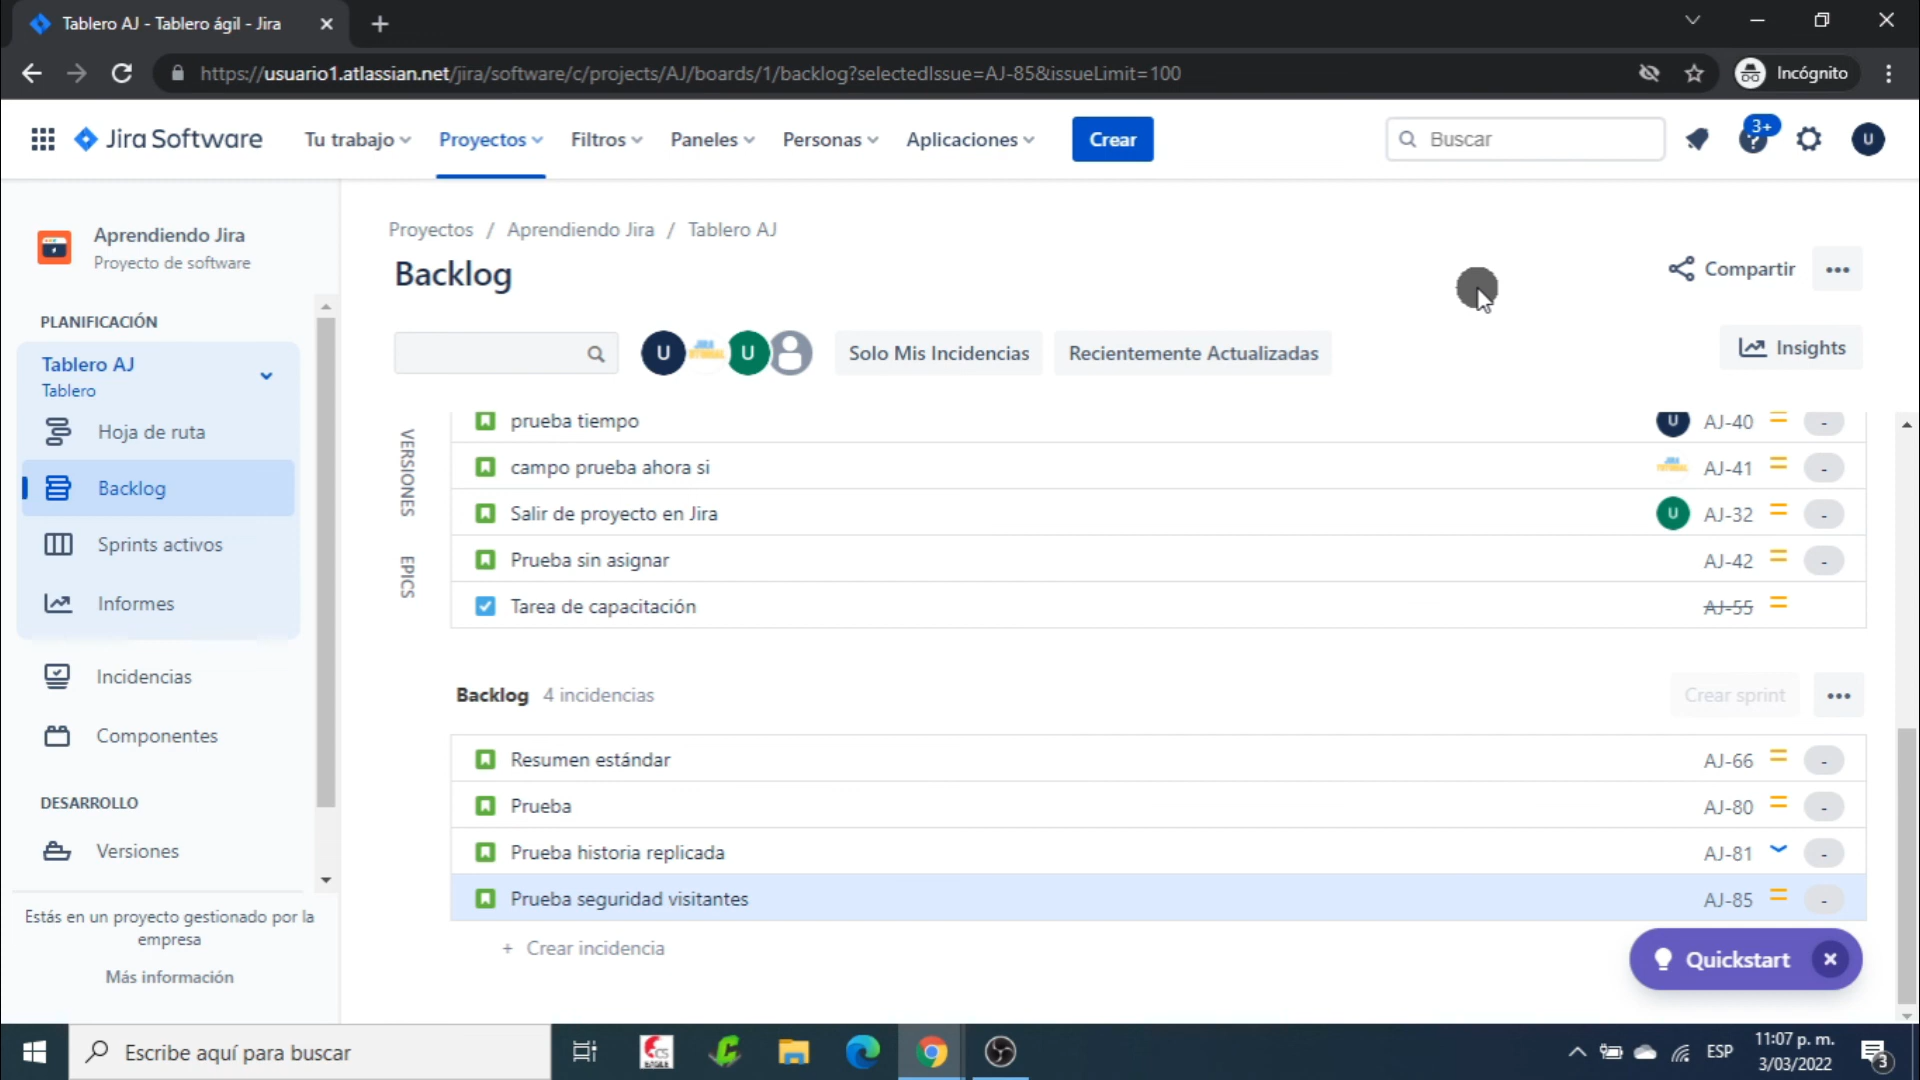 Tablero AJ - Tablero ágil - Jira
https://usuario1.atlassian.net/jira/software/c/projects/AJ/boards/1/backlog?selectedIssue=AJ-85&issueLimit=100
Incógnito
Jira Software
Tu trabajo
Proyectos
Filtros
Paneles
Personas
Aplicaciones
Crear
Buscar
3+
U
Aprendiendo Jira
Proyecto de software
PLANIFICACIÓN
Tablero AJ
Tablero
Hoja de ruta
Backlog
Sprints activos
Informes
Incidencias
Componentes
DESARROLLO
Versiones
Estás en un proyecto gestionado por la
empresa
Más información
Proyectos / Aprendiendo Jira / Tablero AJ
Backlog
Compartir
U
U
Solo Mis Incidencias
Recientemente Actualizadas
Insights
VERSIONES
EPICS
prueba tiempo U AJ-40 -
campo prueba ahora si AJ-41 -
Salir de proyecto en Jira U AJ-32 -
Prueba sin asignar AJ-42 -
Tarea de capacitación AJ-55
Backlog 4 incidencias
Crear sprint
Resumen estándar AJ-66 -
Prueba AJ-80 -
Prueba historia replicada AJ-81 -
Prueba seguridad visitantes AJ-85 -
+ Crear incidencia
Quickstart
Escribe aquí para buscar
CS
EAGLE
ESP
11:07 p. m.
3/03/2022
3